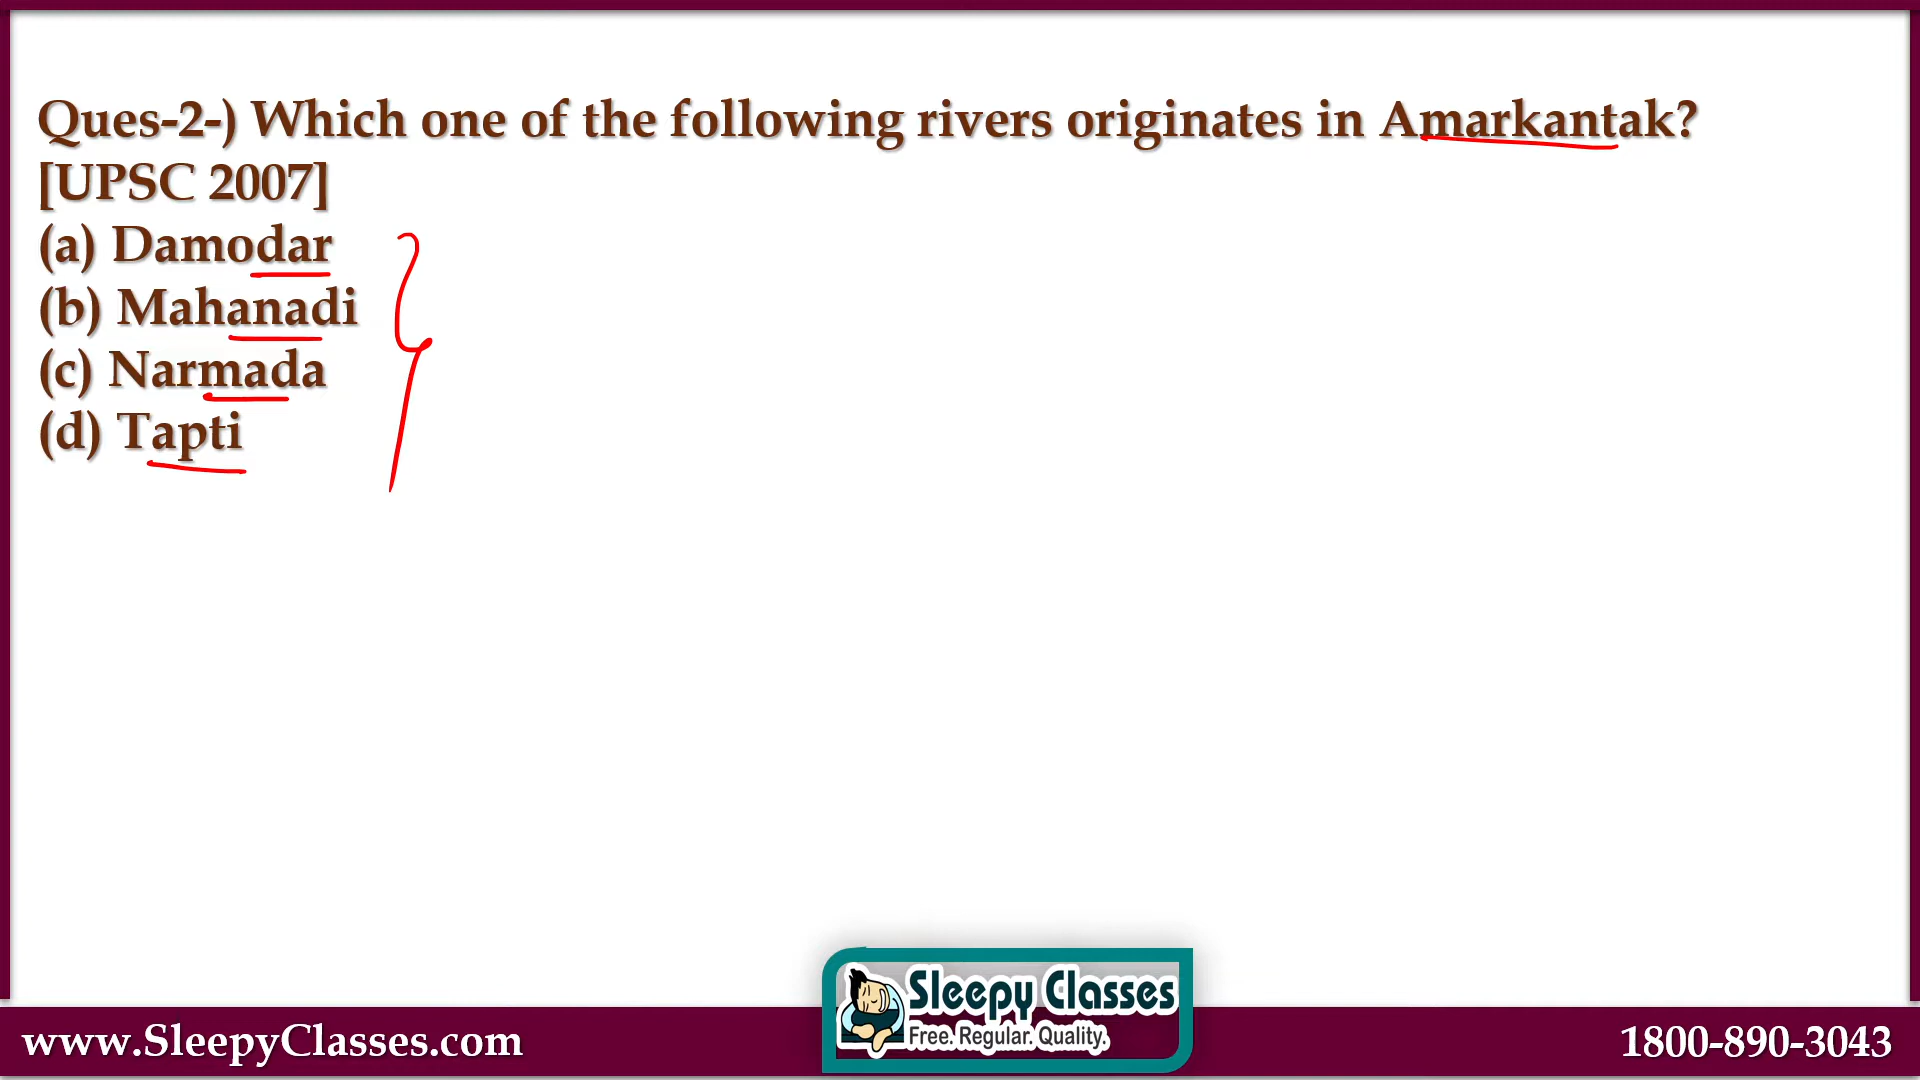 Ques-2-) Which one of the following rivers originates in Amarkantak?
[UPSC 2007]
(a) Damodar
(b) Mahanadi
(c) Narmada
(d) Tapti
Sleepy Classes
Free. Regular. Quality.
www.SleepyClasses.com
1800-890-3043